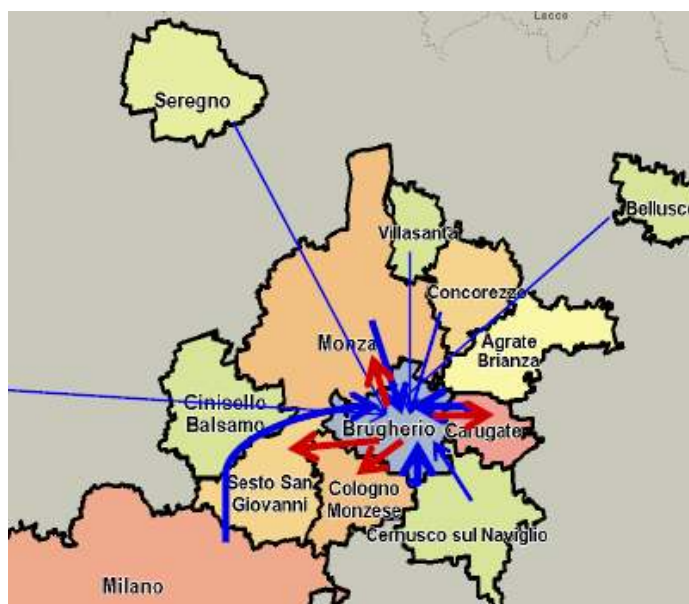 Lecco
Seregno
Bellusco
Villasanta
Concorezzo
Monza
Agrate
Brianza
Cinisello
Balsamo
Brugherio
Carugate
Sesto San
Giovanni
Cologno
Monzese
Cernusco sul Naviglio
Milano